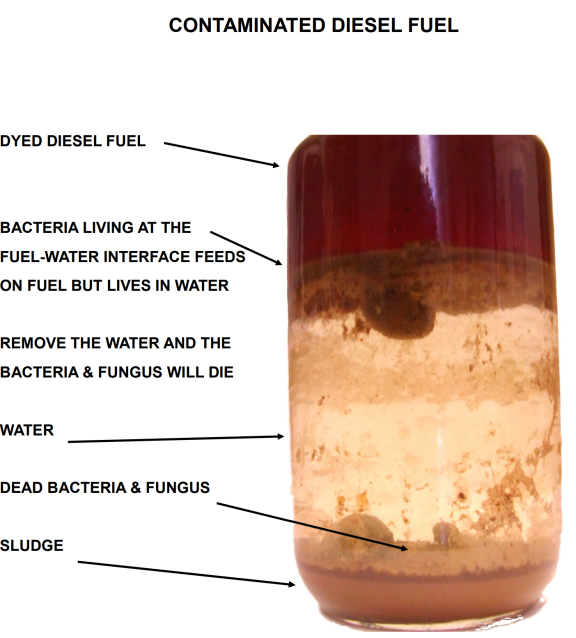 CONTAMINATED DIESEL FUEL
DYED DIESEL FUEL
BACTERIA LIVING AT THE
FUEL-WATER INTERFACE FEEDS
ON FUEL BUT LIVES IN WATER
REMOVE THE WATER AND THE
BACTERIA & FUNGUS WILL DIE
WATER
DEAD BACTERIA & FUNGUS
SLUDGE